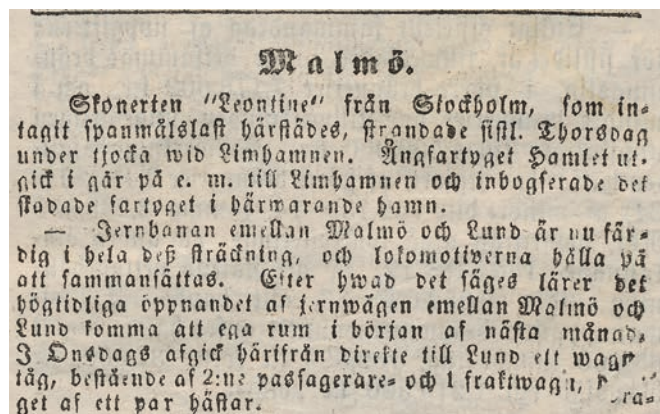 Malmö.
Skonerten "Leontine" från Stockholm, som in-
tagit spanmålslast härstädes, strandade sistl. Thorsdag
under tjocka wid Limhamnen. Ångfartyget Hamlet ut-
gick i går på e. m. till Limhamnen och inbogserade det
skadade fartyget i härwarande hamn.
— Jernbanan emellan Malmö och Lund är nu fär-
dig i hela deß sträckning, och lokomotiverna hålla på
att sammansättas. Efter hwad det säges lärer det
högtidliga öppnandet af jernwägen emellan Malmö och
Lund komma att ega rum i början af nästa månad.
I Onsdags afgick härifrån direkte till Lund ett wagn
tåg, bestående af 2:ne passagerare- och 1 fraktwagn,
get af ett par hästar.